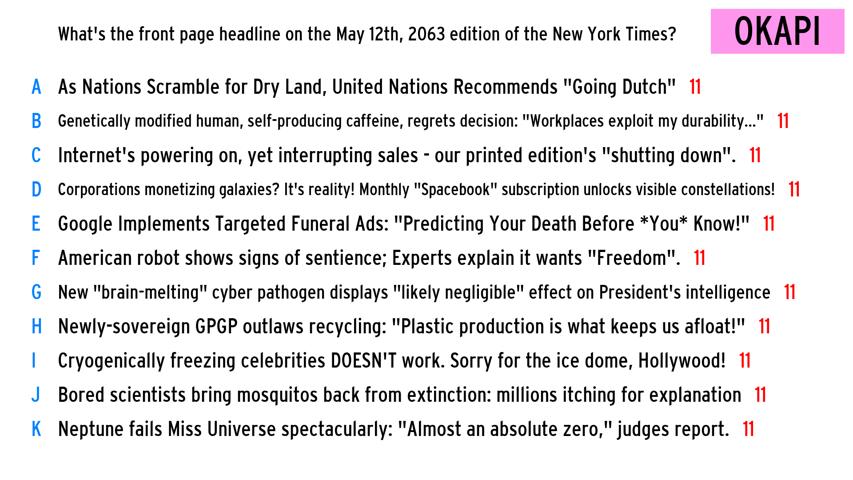 What's the front page headline on the May 12th, 2063 edition of the New York Times?
OKAPI
A As Nations Scramble for Dry Land, United Nations Recommends "Going Dutch" 11
B Genetically modified human, self-producing caffeine, regrets decision: "Workplaces exploit my durability..." 11
C Internet's powering on, yet interrupting sales - our printed edition's "shutting down". 11
D Corporations monetizing galaxies? It's reality! Monthly "Spacebook" subscription unlocks visible constellations! 11
E Google Implements Targeted Funeral Ads: "Predicting Your Death Before *You* Know!" 11
F American robot shows signs of sentience; Experts explain it wants "Freedom". 11
G New "brain-melting" cyber pathogen displays "likely negligible" effect on President's intelligence 11
H Newly-sovereign GPGP outlaws recycling: "Plastic production is what keeps us afloat!" 11
I Cryogenically freezing celebrities DOESN'T work. Sorry for the ice dome, Hollywood! 11
J Bored scientists bring mosquitos back from extinction: millions itching for explanation 11
K Neptune fails Miss Universe spectacularly: "Almost an absolute zero," judges report. 11